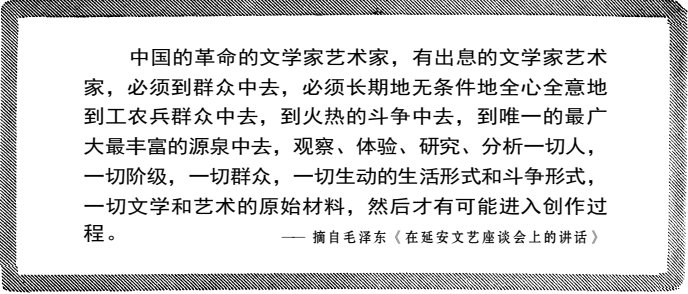 中国的革命的文学家艺术家，有出息的文学家艺术
家，必须到群众中去，必须长期地无条件地全心全意地
到工农兵群众中去，到火热的斗争中去，到唯一的最广
大最丰富的源泉中去，观察、体验、研究、分析一切人，
一切阶级，一切群众，一切生动的生活形式和斗争形式，
一切文学和艺术的原始材料，然后才有可能进入创作过
程。 —— 摘自毛泽东《在延安文艺座谈会上的讲话》